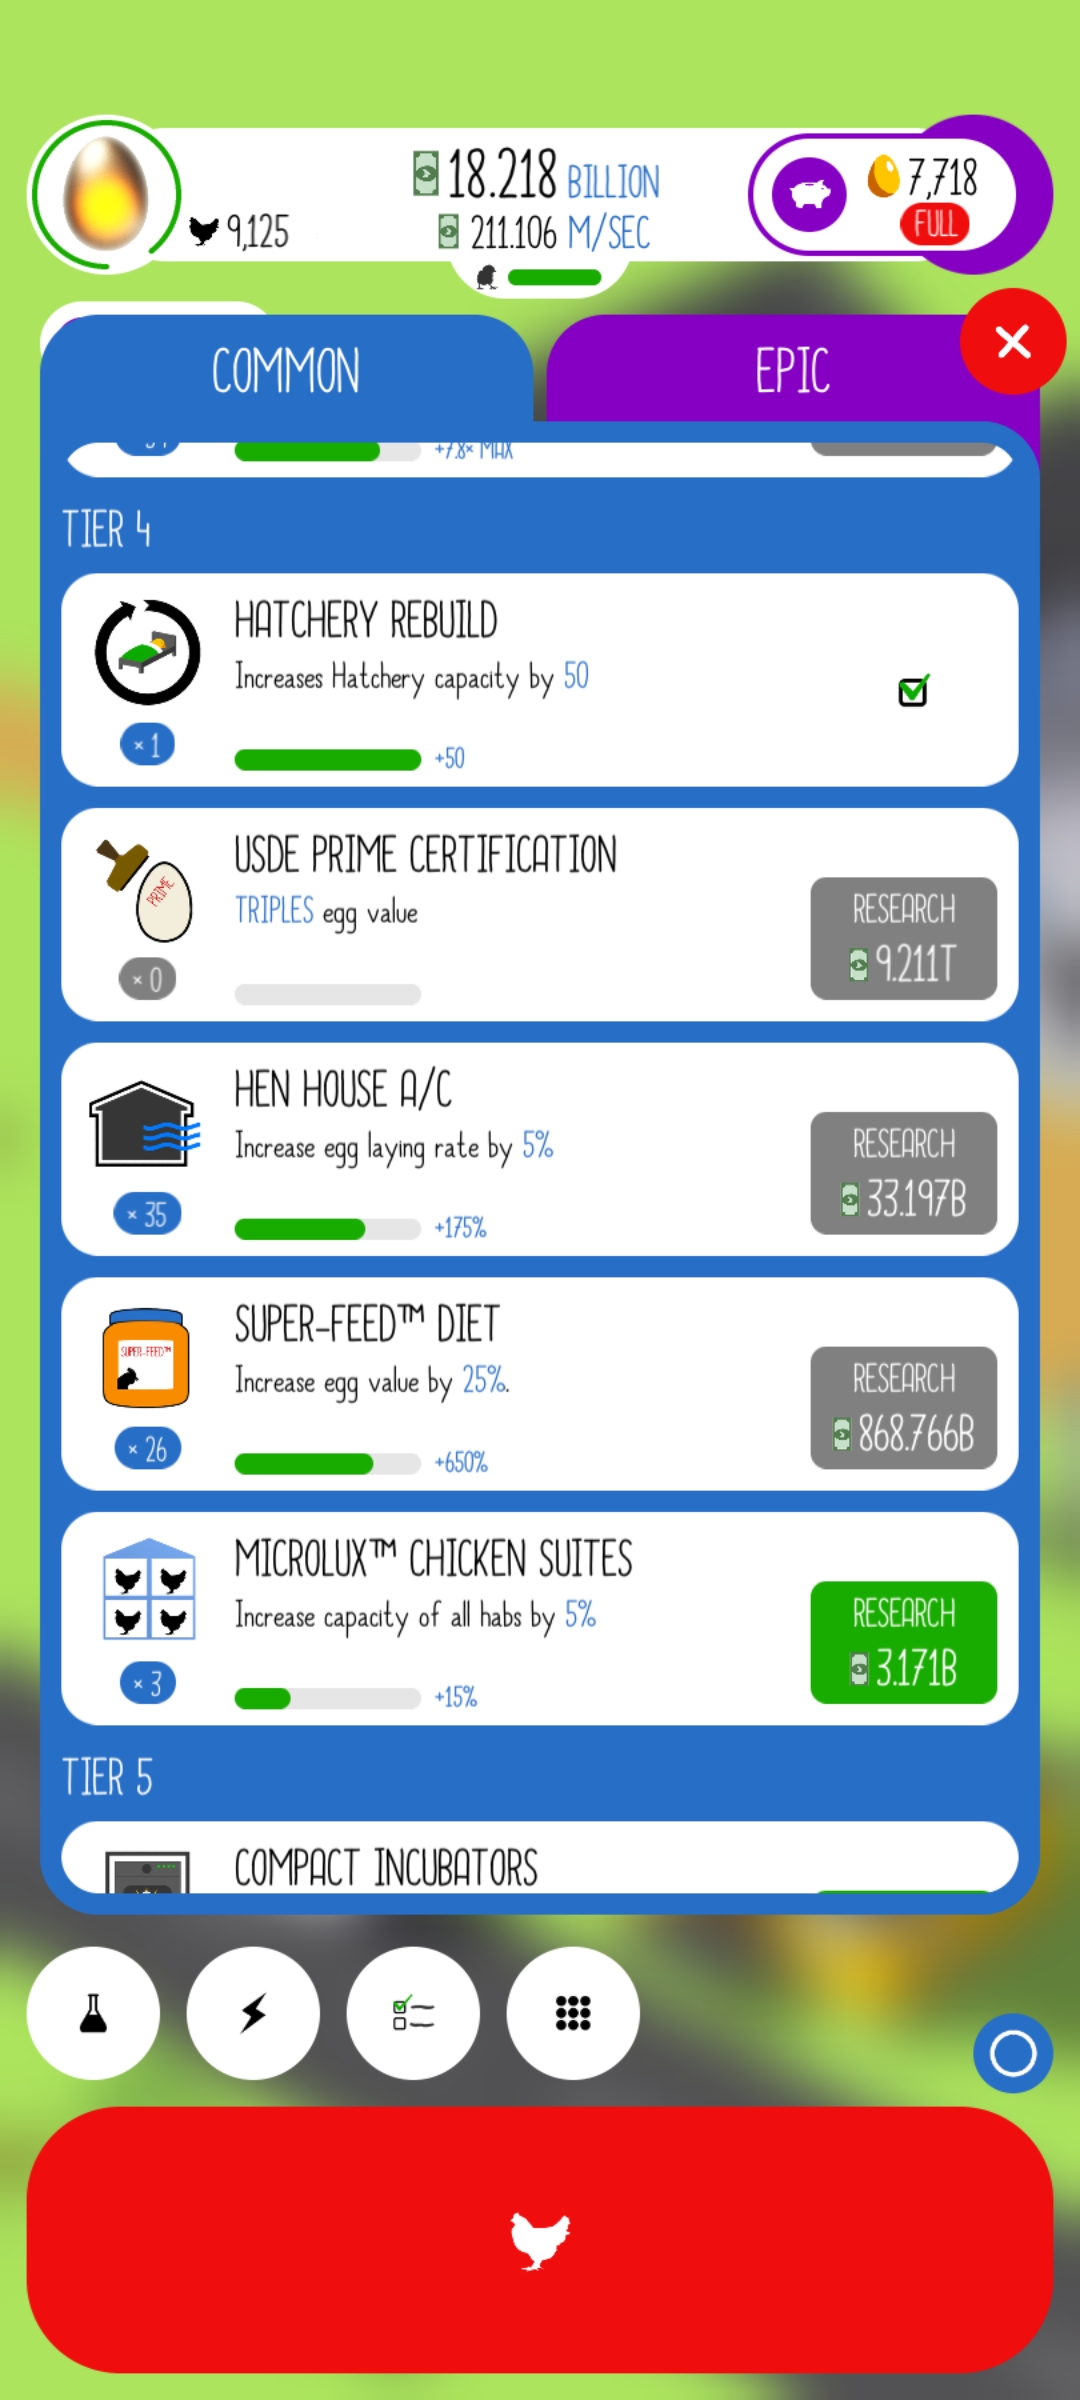 18.218 BILLION
7,718
9,125
211.106 M/SEC
FULL
COMMON
EPIC
+7.8× MAX
TIER 4
HATCHERY REBUILD
Increases Hatchery capacity by 50
× 1
+50
USDE PRIME CERTIFICATION
TRIPLES egg value
PRIME
RESEARCH
9.211T
× 0
HEN HOUSE A/C
Increase egg laying rate by 5%
RESEARCH
33.197B
× 35
+175%
SUPER-FEED™ DIET
SUPER-FEED™
Increase egg value by 25%.
RESEARCH
868.766B
× 26
+650%
MICROLUX™ CHICKEN SUITES
Increase capacity of all habs by 5%
RESEARCH
3.171B
× 3
+15%
TIER 5
COMPACT INCUBATORS